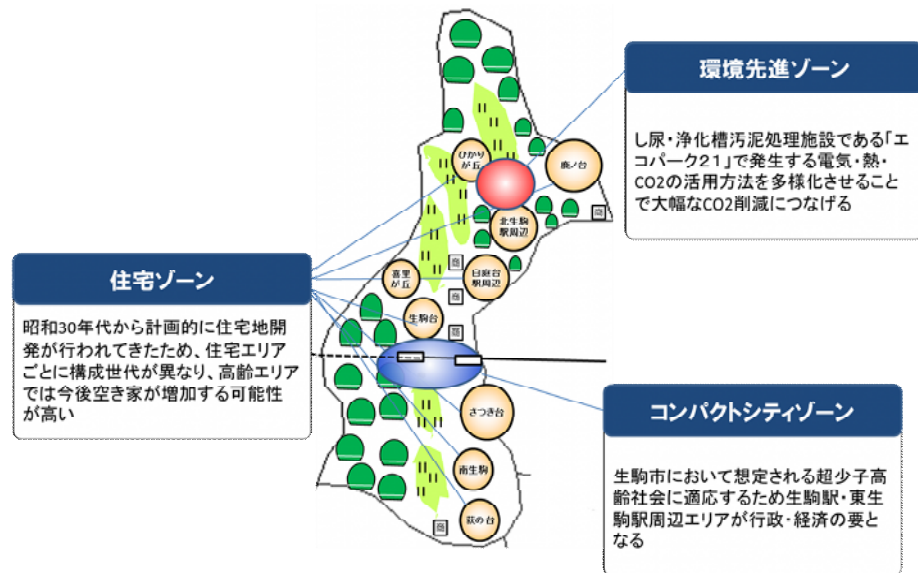 環境先進ゾーン
し尿・浄化槽汚泥処理施設である「エ
コパーク２１」で発生する電気・熱・
CO2の活用方法を多様化させること
で大幅なCO2削減につなげる
ひかり
が丘
鹿ノ台
北生駒
駅周辺
商
住宅ゾーン
昭和30年代から計画的に住宅地開
発が行われてきたため、住宅エリア
ごとに構成世代が異なり、高齢エリア
では今後空き家が増加する可能性
が高い
喜里
が丘
商
白庭台
駅周辺
商
生駒台
商
さつき台
南生駒
萩の台
商
コンパクトシティゾーン
生駒市において想定される超少子高
齢社会に適応するため生駒駅・東生
駒駅周辺エリアが行政・経済の要と
なる